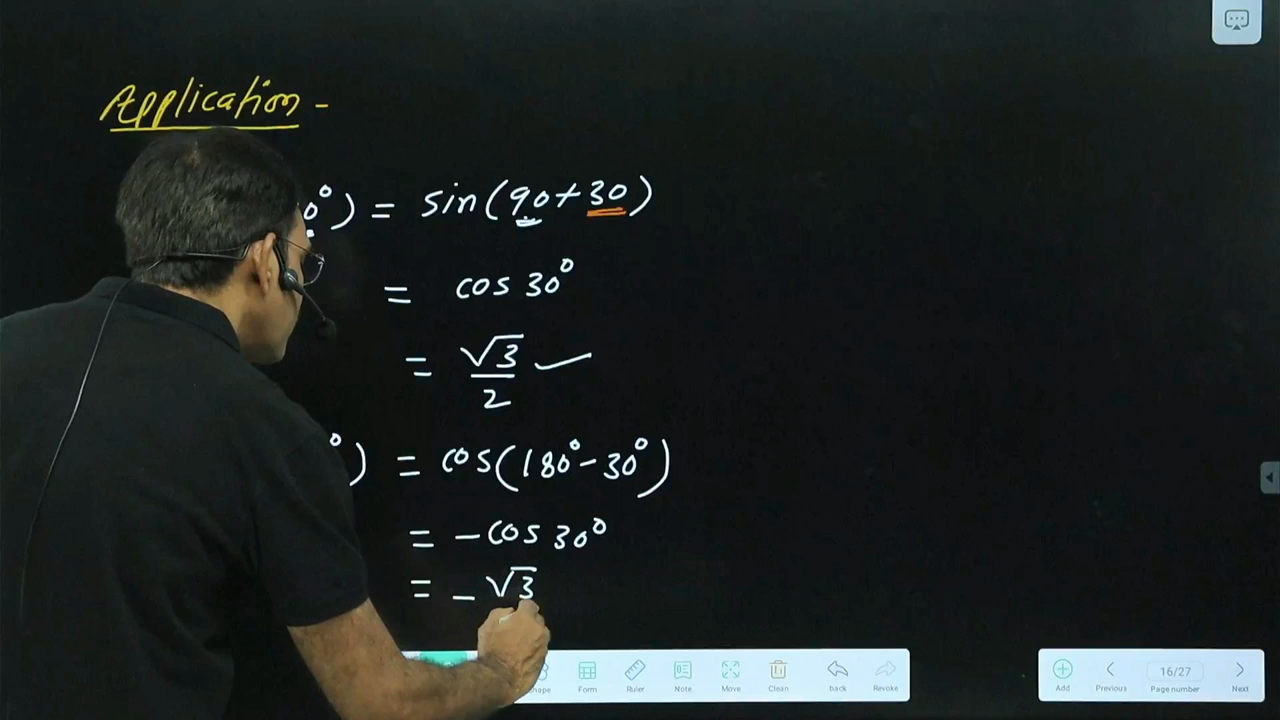 Application -
0°) = sin(90+30)
= cos 30°
= √3/2
°) = cos(180°-30°)
= -cos 30°
= -√3
Form Ruler Note Move Clean back Revoke
Add Previous 16/27 Page number Next